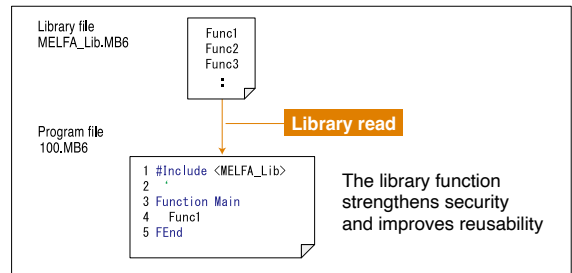 Library file
MELFA_Lib.MB6
Func1
Func2
Func3
:
Library read
Program file
100.MB6
1 #Include <MELFA_Lib>
2 '
3 Function Main
4 Func1
5 FEnd
The library function
strengthens security
and improves reusability